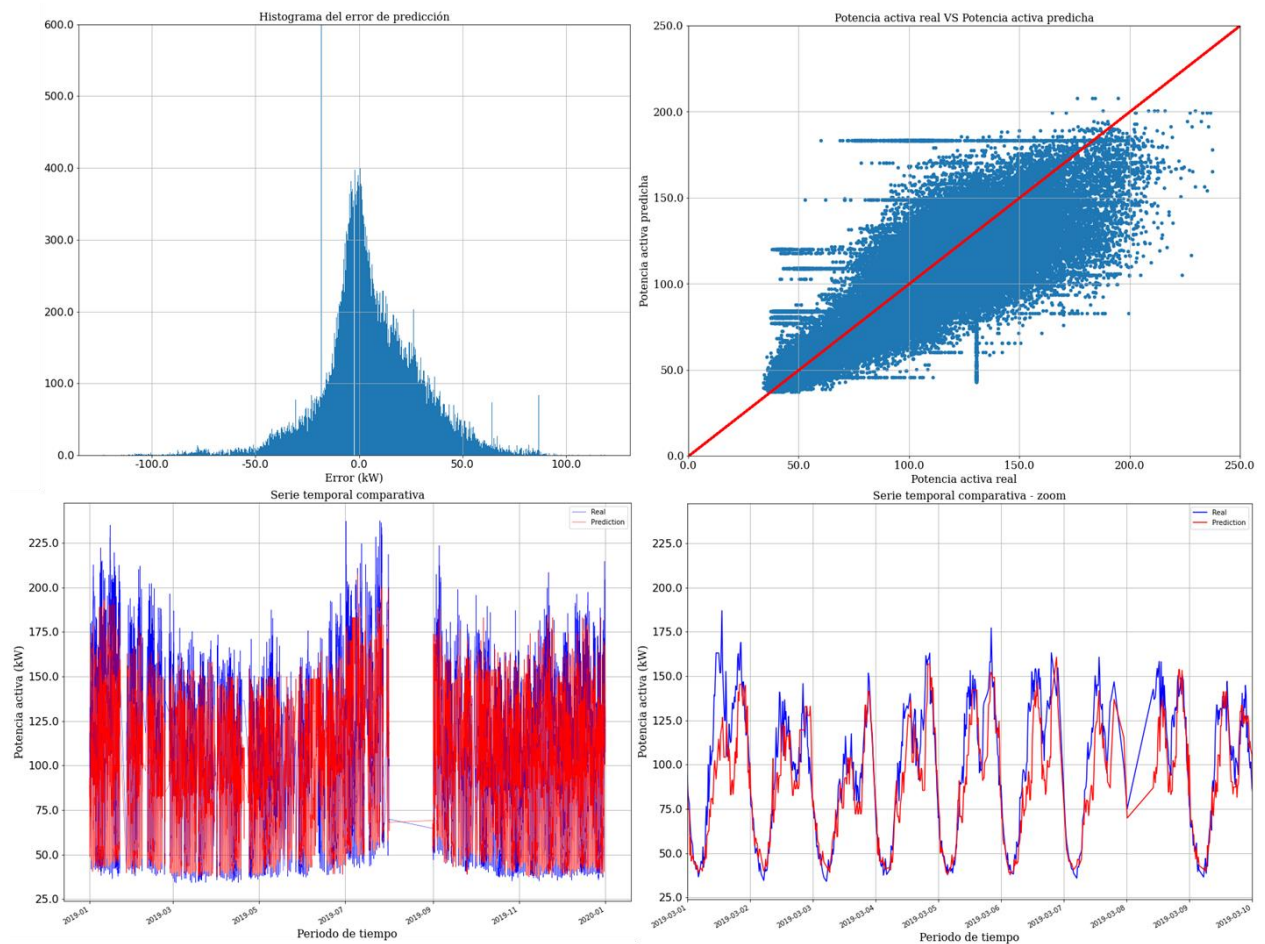 Histograma del error de predicción
600.0
500.0
400.0
300.0
200.0
100.0
0.0
-100.0 -50.0 0.0 50.0 100.0
Error (kW)
Potencia activa real VS Potencia activa predicha
250.0
200.0
150.0
100.0
50.0
0.0
Potencia activa predicha
0.0 50.0 100.0 150.0 200.0 250.0
Potencia activa real
Serie temporal comparativa
Real
Prediction
225.0
200.0
175.0
150.0
125.0
100.0
75.0
50.0
25.0
Potencia activa (kW)
2019-01 2019-03 2019-05 2019-07 2019-09 2019-11 2020-01
Periodo de tiempo
Serie temporal comparativa - zoom
Real
Prediction
225.0
200.0
175.0
150.0
125.0
100.0
75.0
50.0
25.0
Potencia activa (kW)
2019-03-01 2019-03-02 2019-03-03 2019-03-04 2019-03-05 2019-03-06 2019-03-07 2019-03-08 2019-03-09 2019-03-10
Periodo de tiempo